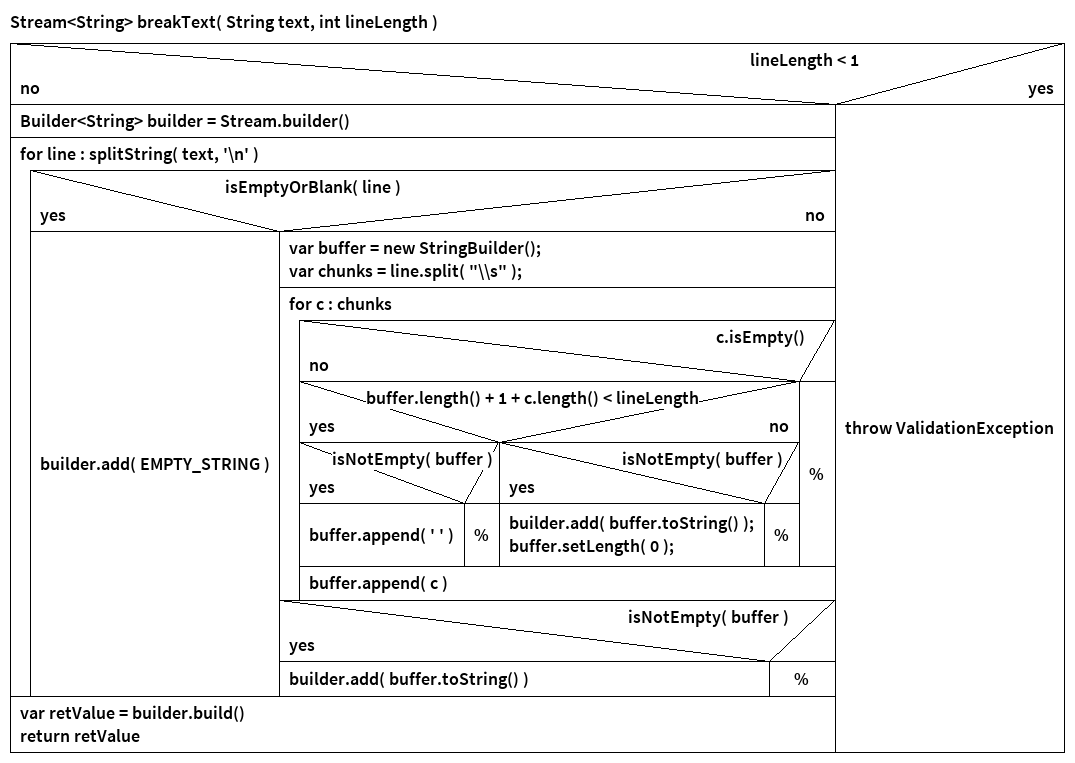 Stream<String> breakText( String text, int lineLength )
lineLength < 1
no
yes
Builder<String> builder = Stream.builder()
for line : splitString( text, '\n' )
isEmptyOrBlank( line )
yes
no
var buffer = new StringBuilder();
var chunks = line.split( "\\s" );
for c : chunks
c.isEmpty()
no
buffer.length() + 1 + c.length() < lineLength
yes
no
isNotEmpty( buffer )
yes
isNotEmpty( buffer )
yes
buffer.append( ' ' )
%
builder.add( buffer.toString() );
buffer.setLength( 0 );
%
%
buffer.append( c )
isNotEmpty( buffer )
yes
builder.add( buffer.toString() )
%
builder.add( EMPTY_STRING )
throw ValidationException
var retValue = builder.build()
return retValue